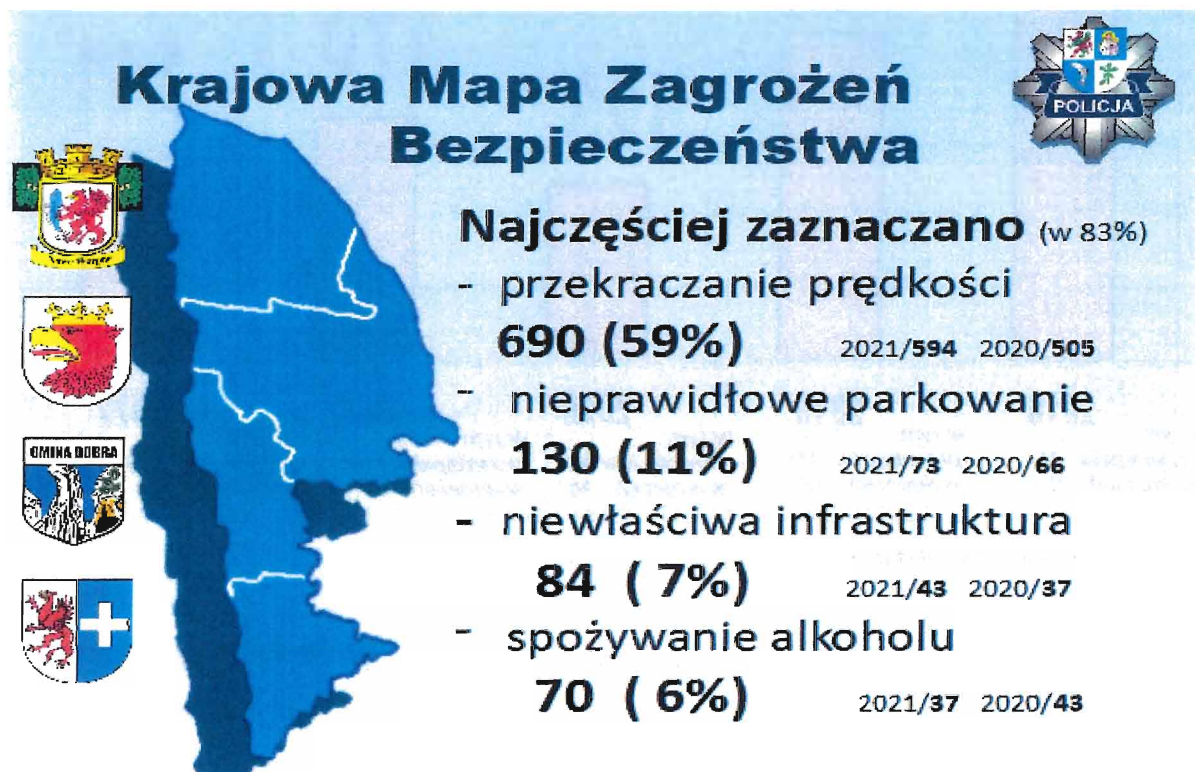 Krajowa Mapa Zagrożeń
Bezpieczeństwa
POLICJA
Najczęściej zaznaczano (w 83%)
- przekraczanie prędkości
690 (59%) 2021/594 2020/505
- nieprawidłowe parkowanie
130 (11%) 2021/73 2020/66
GMINA DOBRA
- niewłaściwa infrastruktura
84 ( 7%) 2021/43 2020/37
- spożywanie alkoholu
70 ( 6%) 2021/37 2020/43